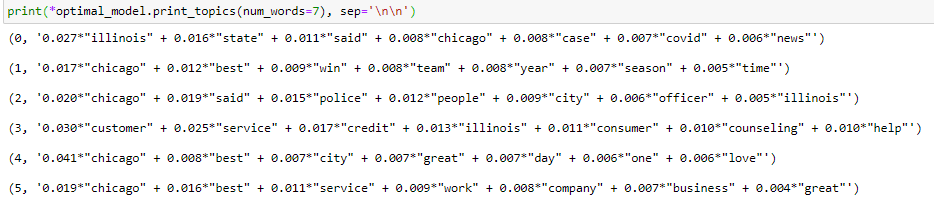 print(*optimal_model.print_topics(num_words=7), sep='\n\n')
(0, '0.027*"illinois" + 0.016*"state" + 0.011*"said" + 0.008*"chicago" + 0.008*"case" + 0.007*"covid" + 0.006*"news"')
(1, '0.017*"chicago" + 0.012*"best" + 0.009*"win" + 0.008*"team" + 0.008*"year" + 0.007*"season" + 0.005*"time"')
(2, '0.020*"chicago" + 0.019*"said" + 0.015*"police" + 0.012*"people" + 0.009*"city" + 0.006*"officer" + 0.005*"illinois"')
(3, '0.030*"customer" + 0.025*"service" + 0.017*"credit" + 0.013*"illinois" + 0.011*"consumer" + 0.010*"counseling" + 0.010*"help"')
(4, '0.041*"chicago" + 0.008*"best" + 0.007*"city" + 0.007*"great" + 0.007*"day" + 0.006*"one" + 0.006*"love"')
(5, '0.019*"chicago" + 0.016*"best" + 0.011*"service" + 0.009*"work" + 0.008*"company" + 0.007*"business" + 0.004*"great"')